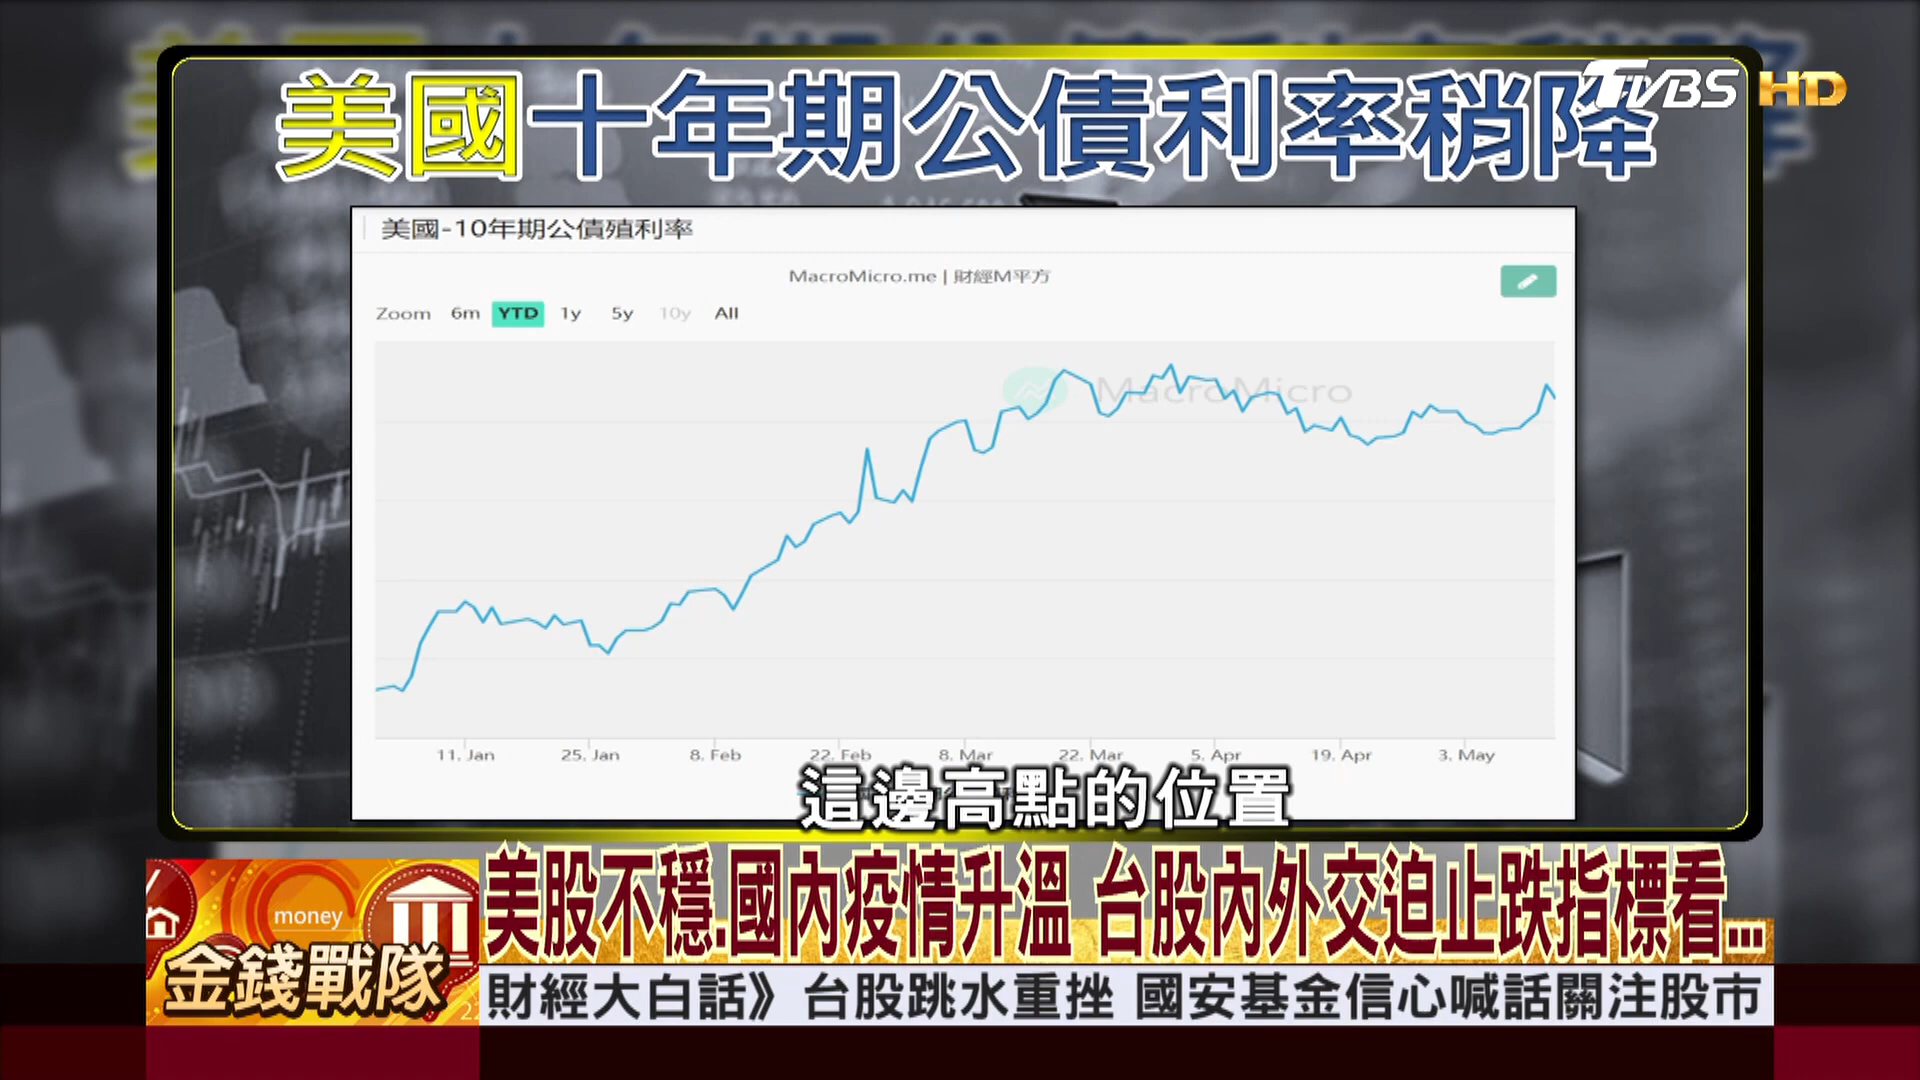 美國十年期公債利率稍降
TVBS HD
美國-10年期公債殖利率
MacroMicro.me | 財經M平方
Zoom 6m YTD 1y 5y 10y All
MacroMicro
11. Jan 25. Jan 8. Feb 22. Feb 8. Mar 22. Mar 5. Apr 19. Apr 3. May
這邊高點的位置
money
金錢戰隊
美股不穩.國內疫情升溫 台股內外交迫止跌指標看...
財經大白話》台股跳水重挫 國安基金信心喊話關注股市